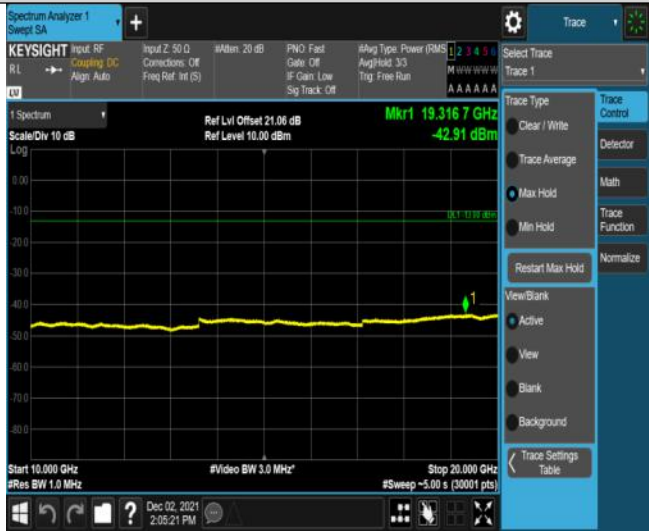 Spectrum Analyzer 1
Swept SA
Trace
KEYSIGHT
RL
LV
Input: RF
Coupling: DC
Align: Auto
Input Z: 50 Ω
Corrections: Off
Freq Ref: Int (S)
#Atten: 20 dB
PNO: Fast
Gate: Off
IF Gain: Low
Sig Track: Off
#Avg Type: Power (RMS
Avg|Hold: 3/3
Trig: Free Run
1 2 3 4 5 6
M W W W W W
A A A A A A
Select Trace
Trace 1
1 Spectrum
Scale/Div 10 dB
Log
Ref Lvl Offset 21.06 dB
Ref Level 10.00 dBm
Mkr1 19.316 7 GHz
-42.91 dBm
0.00
-10.0
DL1 -13.00 dBm
-20.0
-30.0
-40.0
1
-50.0
-60.0
-70.0
-80.0
Start 10.000 GHz
#Res BW 1.0 MHz
#Video BW 3.0 MHz*
Stop 20.000 GHz
#Sweep ~5.00 s (30001 pts)
Trace Type
Clear / Write
Trace Average
Max Hold
Min Hold
Restart Max Hold
View/Blank
Active
View
Blank
Background
Trace Settings
Table
Trace
Control
Detector
Math
Trace
Function
Normalize
?
Dec 02, 2021
2:05:21 PM